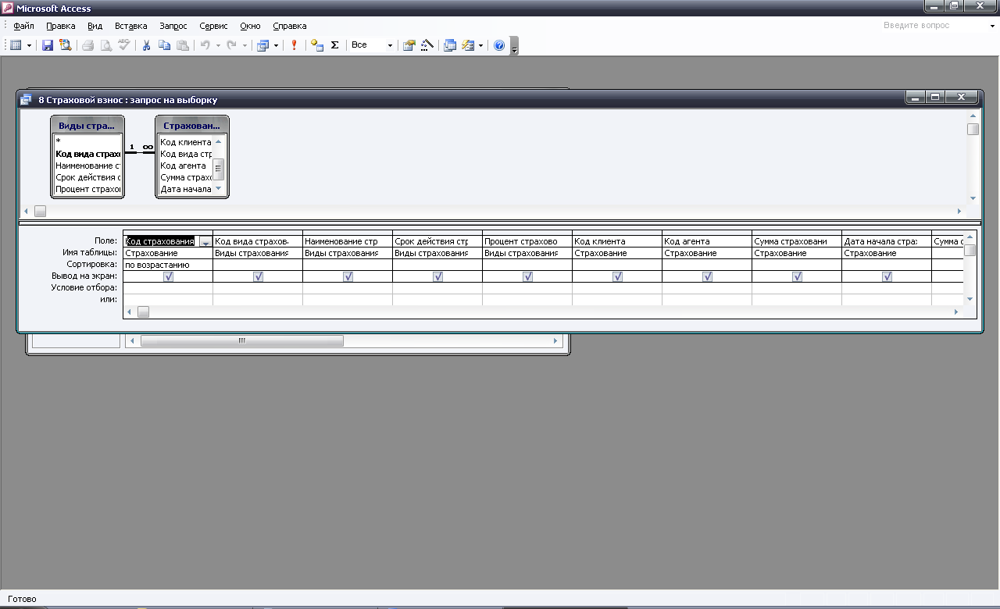 Microsoft Access
Файл Правка Вид Вставка Запрос Сервис Окно Справка Введите вопрос
Все
8 Страховой взнос : запрос на выборку
Виды стра... Страхован...
*
Код вида страхо
Наименование ст
Срок действия с
Процент страхов
1 ∞
Код клиента
Код вида стр
Код агента
Сумма страхо
Дата начала
Поле: Код страхования Код вида страхов Наименование стр Срок действия стр Процент страхово Код клиента Код агента Сумма страховани Дата начала страх Сумма с
Имя таблицы: Страхование Виды страхования Виды страхования Виды страхования Виды страхования Страхование Страхование Страхование Страхование
Сортировка: по возрастанию
Вывод на экран:
Условие отбора:
или:
Готово